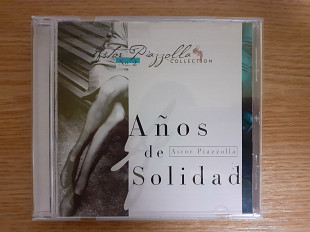 Astor Piazzolla
COLLECTION
Años
de Astor Piazzolla
Solidad